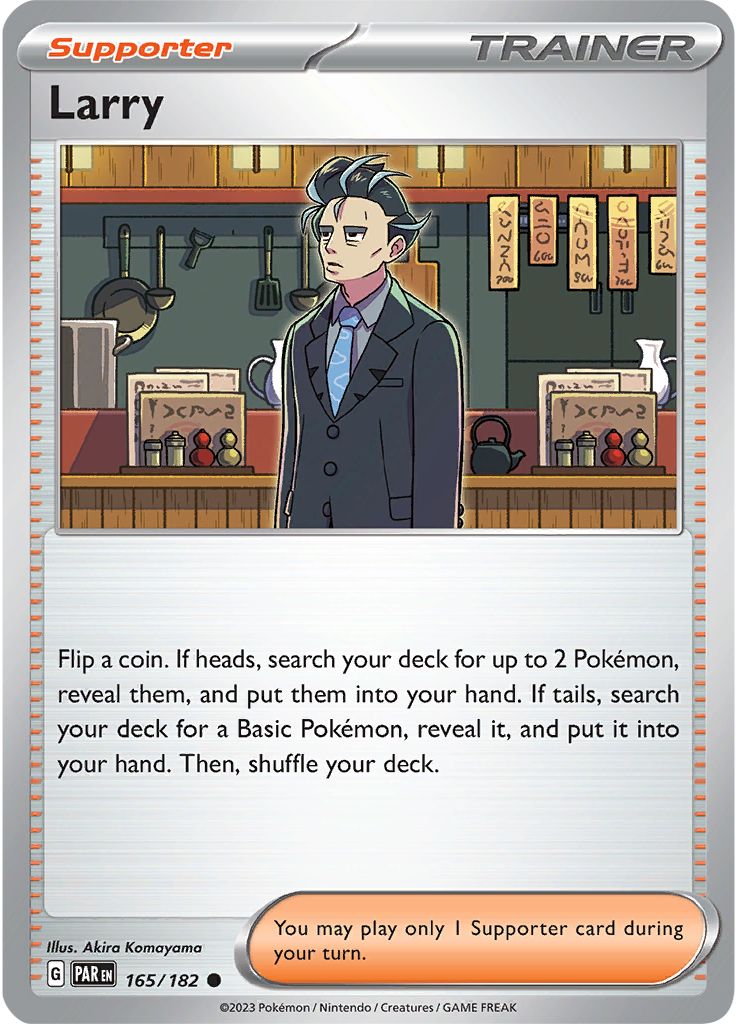 Supporter
TRAINER
Larry
Flip a coin. If heads, search your deck for up to 2 Pokémon,
reveal them, and put them into your hand. If tails, search
your deck for a Basic Pokémon, reveal it, and put it into
your hand. Then, shuffle your deck.
You may play only 1 Supporter card during
your turn.
Illus. Akira Komayama
G PAR EN 165/182
©2023 Pokémon / Nintendo / Creatures / GAME FREAK